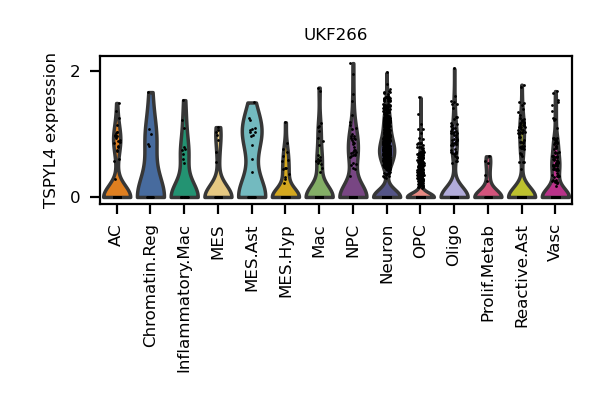 UKF266
TSPYL4 expression
2
0
AC
Chromatin.Reg
Inflammatory.Mac
MES
MES.Ast
MES.Hyp
Mac
NPC
Neuron
OPC
Oligo
Prolif.Metab
Reactive.Ast
Vasc